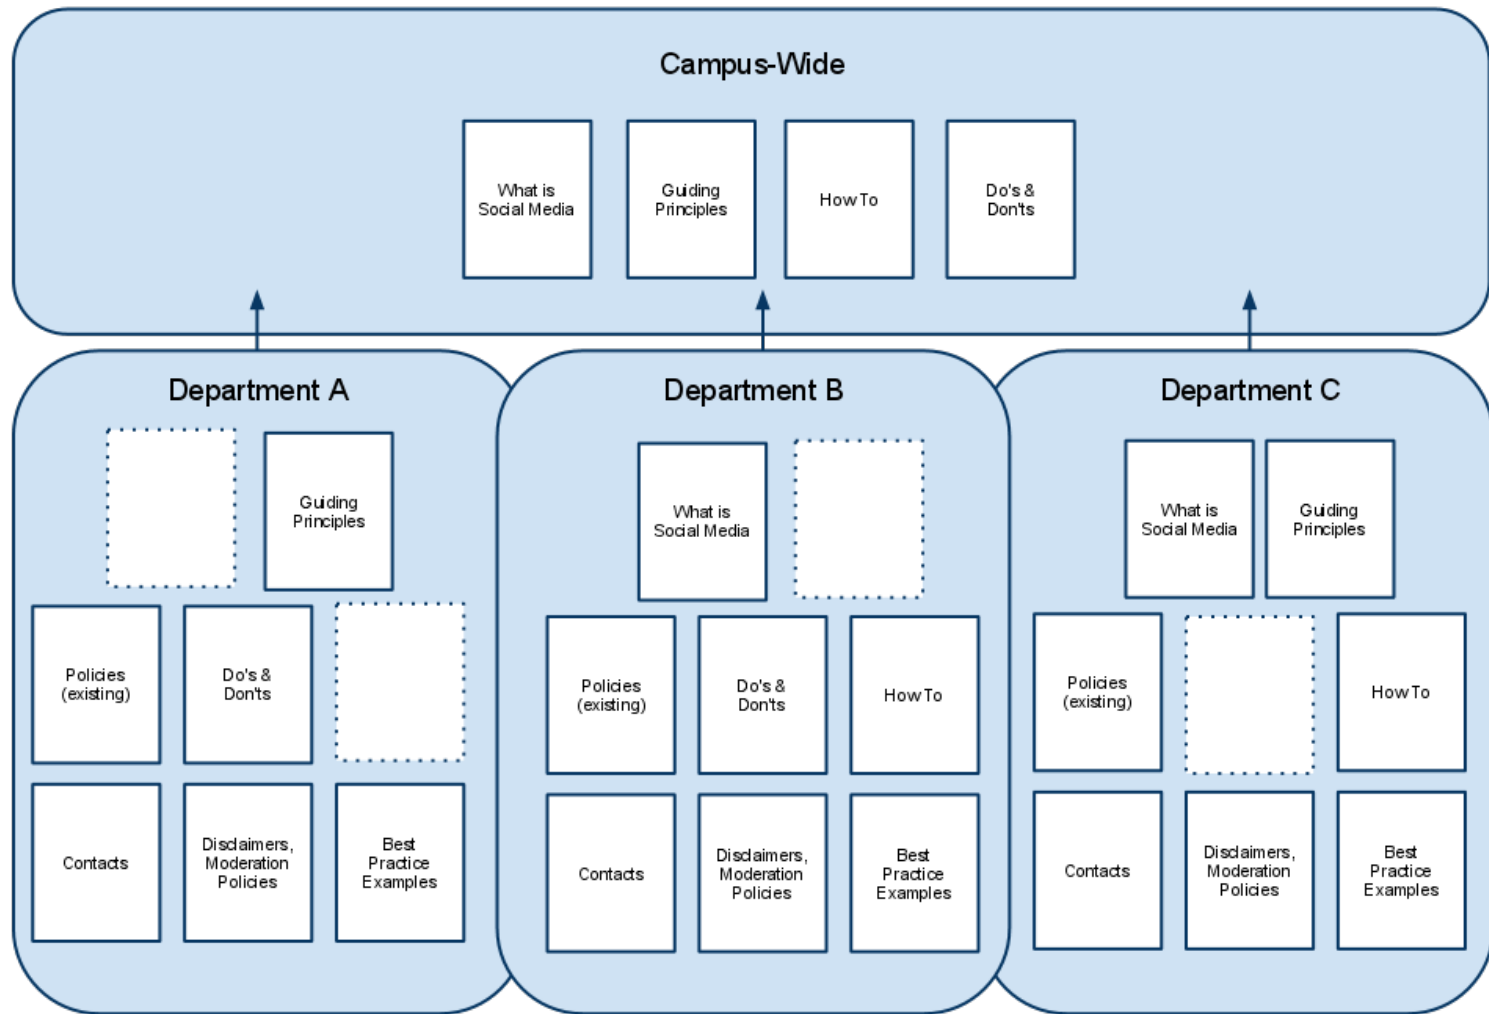 Campus-Wide
What is
Social Media
Guiding
Principles
How To
Do's &
Don'ts
Department A
Guiding
Principles
Policies
(existing)
Do's &
Don'ts
Contacts
Disclaimers,
Moderation
Policies
Best
Practice
Examples
Department B
What is
Social Media
Policies
(existing)
Do's &
Don'ts
How To
Contacts
Disclaimers,
Moderation
Policies
Best
Practice
Examples
Department C
What is
Social Media
Guiding
Principles
Policies
(existing)
How To
Contacts
Disclaimers,
Moderation
Policies
Best
Practice
Examples